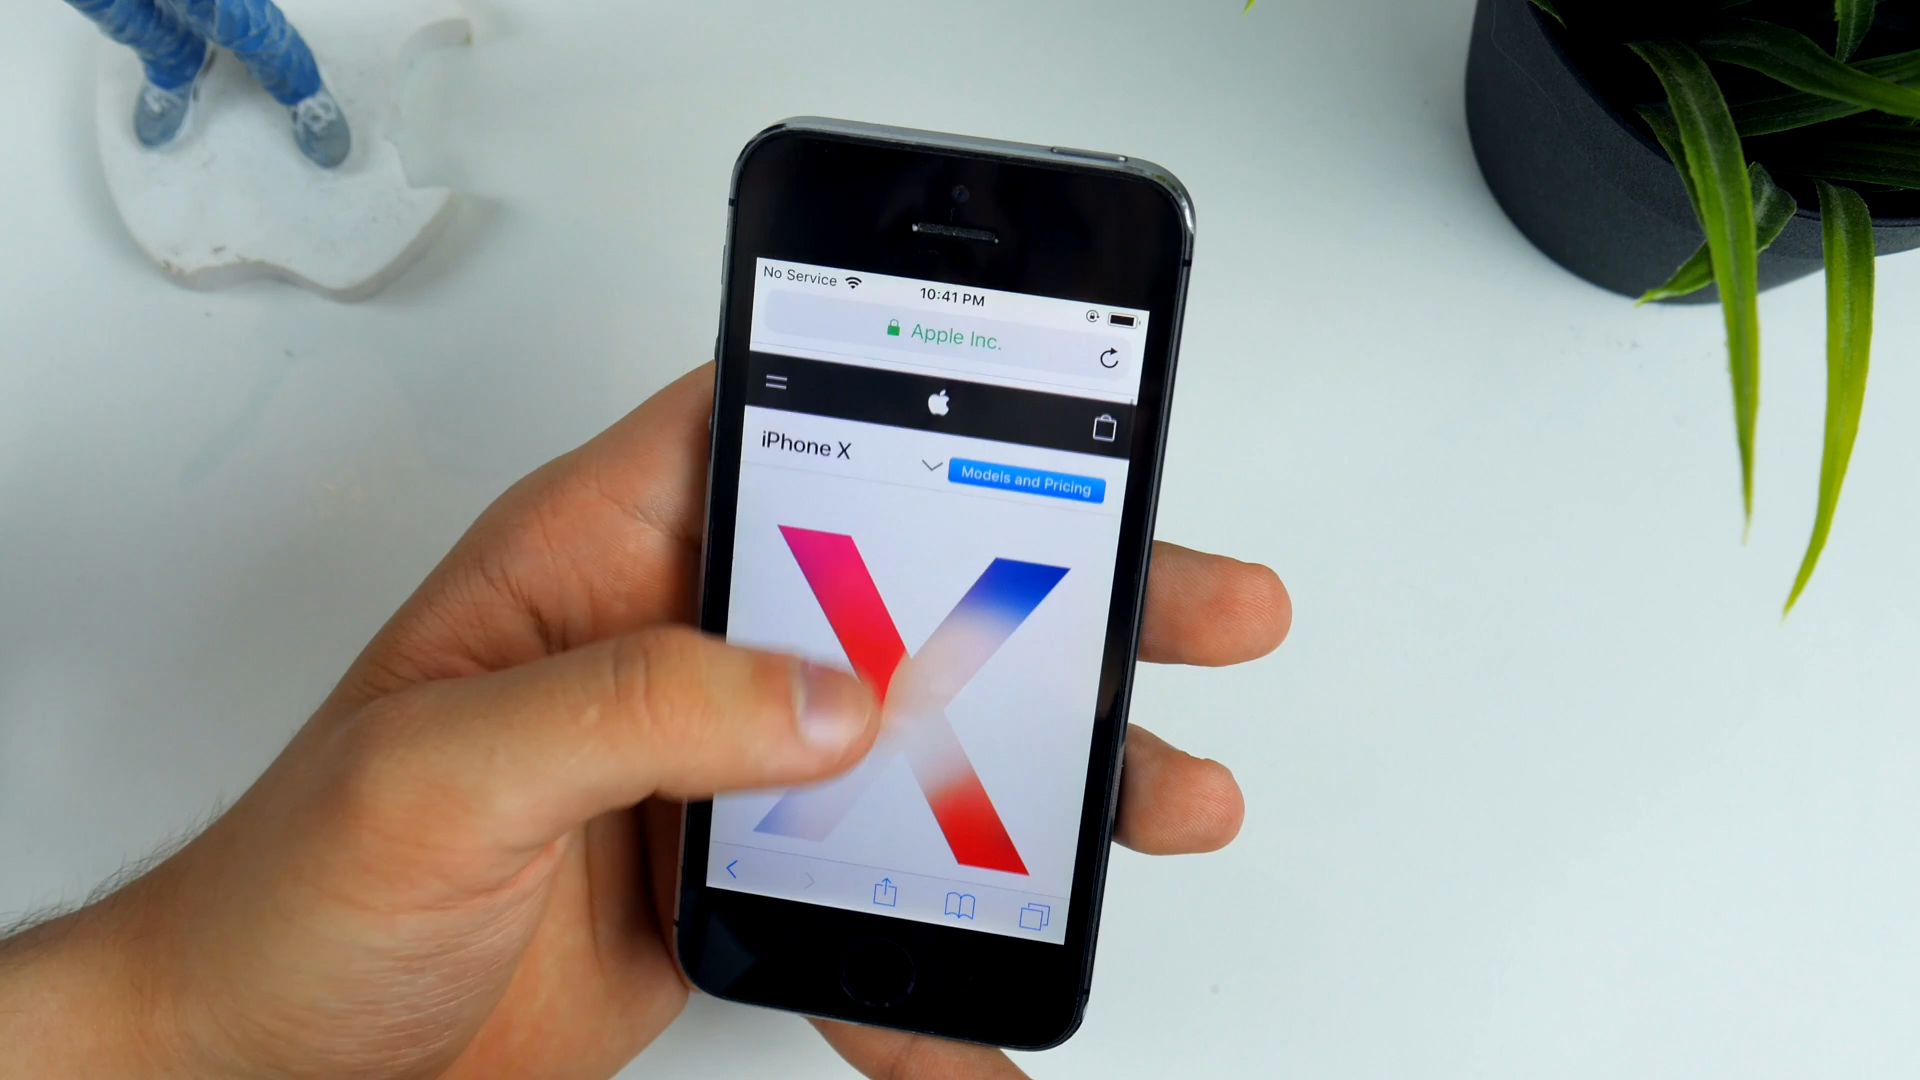 No Service
10:41 PM
Apple Inc.
iPhone X
Models and Pricing
X